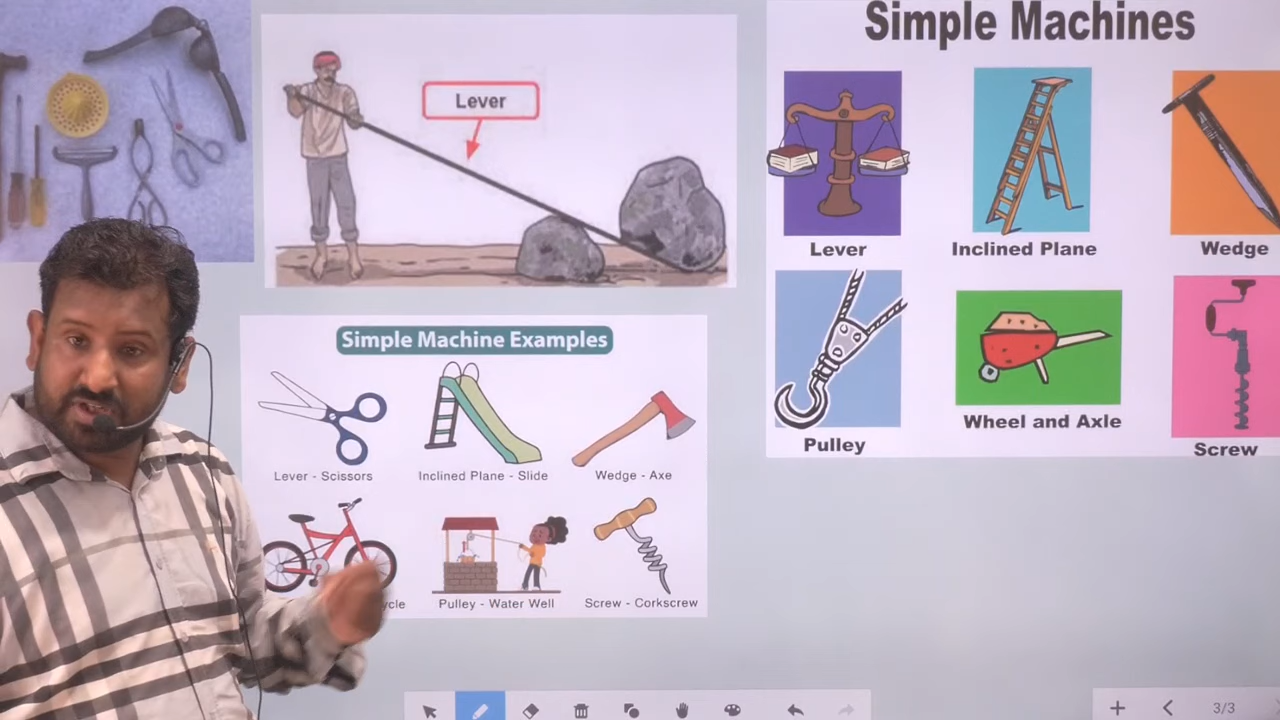 Simple Machines
Lever
Lever
Inclined Plane
Wedge
Pulley
Wheel and Axle
Screw
Simple Machine Examples
Lever - Scissors
Inclined Plane - Slide
Wedge - Axe
Pulley - Water Well
Screw - Corkscrew
3/3